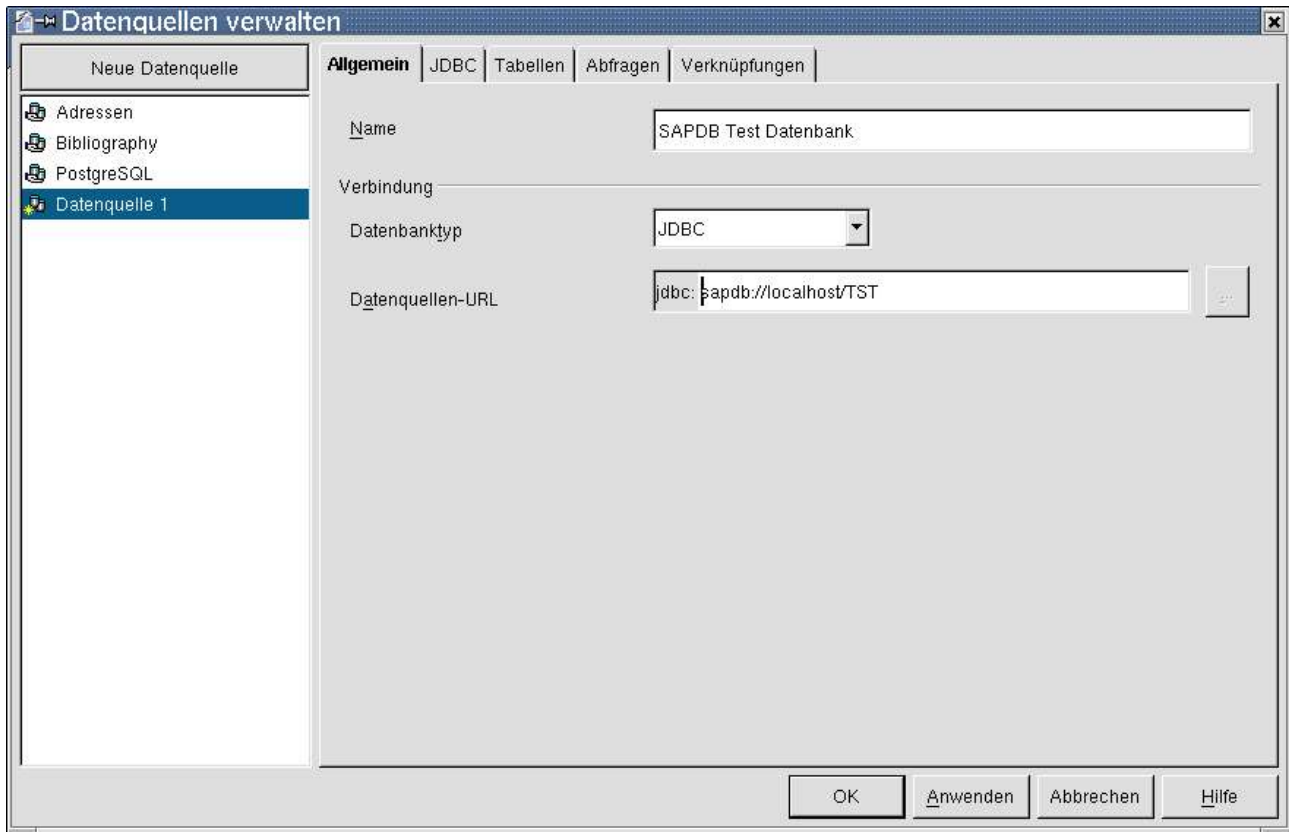 Datenquellen verwalten
Neue Datenquelle
Adressen
Bibliography
PostgreSQL
Datenquelle 1
Allgemein JDBC Tabellen Abfragen Verknüpfungen
Name SAPDB Test Datenbank
Verbindung
Datenbanktyp JDBC
Datenquellen-URL jdbc: sapdb://localhost/TST ...
OK Anwenden Abbrechen Hilfe